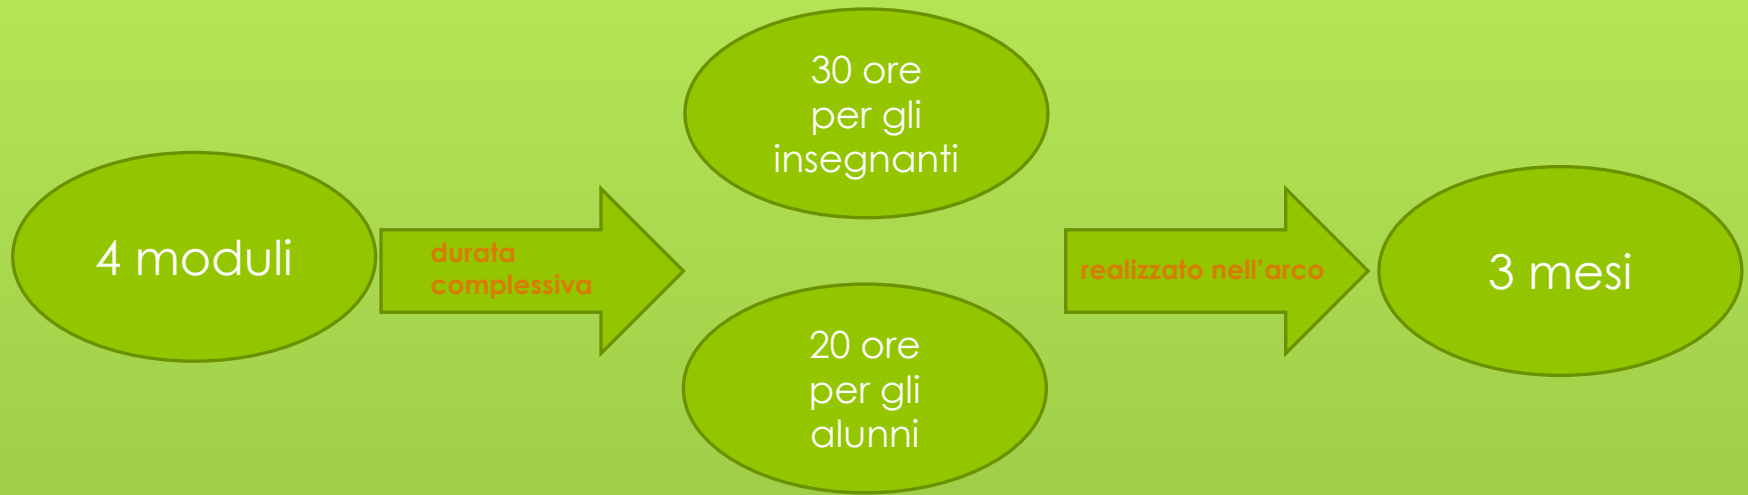 4 moduli
durata
complessiva
30 ore
per gli
insegnanti
20 ore
per gli
alunni
realizzato nell'arco
3 mesi